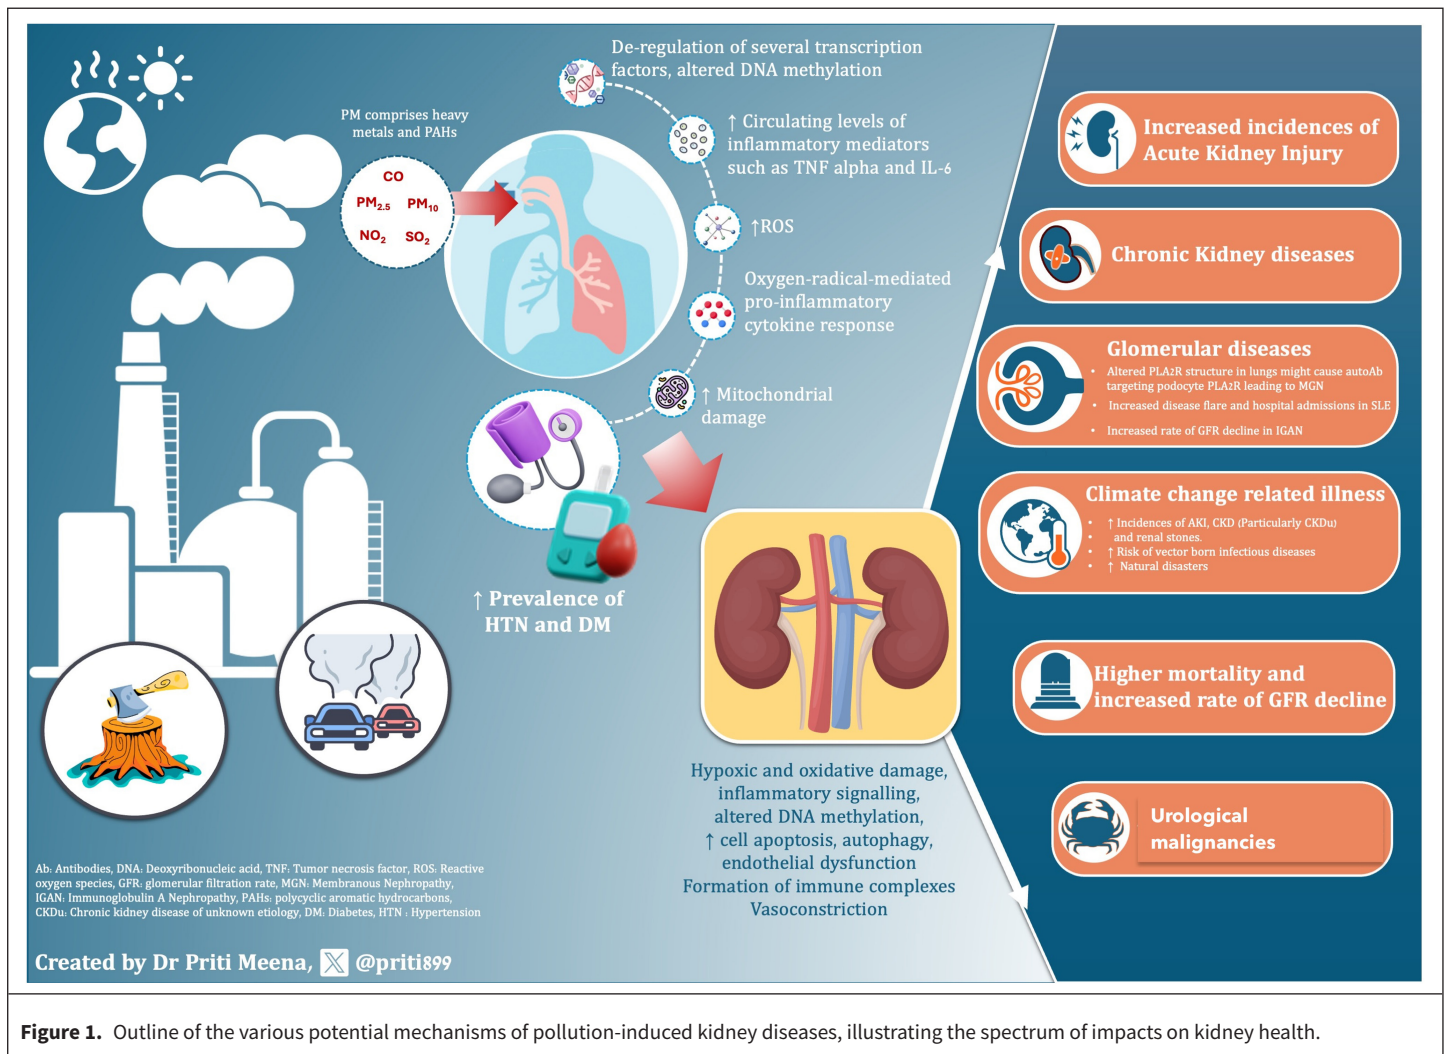 De-regulation of several transcription
factors, altered DNA methylation
PM comprises heavy
metals and PAHs
CO
PM2.5 PM10
NO2 SO2
↑ Circulating levels of
inflammatory mediators
such as TNF alpha and IL-6
↑ROS
Oxygen-radical-mediated
pro-inflammatory
cytokine response
↑ Mitochondrial
damage
↑ Prevalence of
HTN and DM
Hypoxic and oxidative damage,
inflammatory signalling,
altered DNA methylation,
↑ cell apoptosis, autophagy,
endothelial dysfunction
Formation of immune complexes
Vasoconstriction
Increased incidences of
Acute Kidney Injury
Chronic Kidney diseases
Glomerular diseases
• Altered PLA2R structure in lungs might cause autoAb
targeting podocyte PLA2R leading to MGN
• Increased disease flare and hospital admissions in SLE
• Increased rate of GFR decline in IGAN
Climate change related illness
• ↑ Incidences of AKI, CKD (Particularly CKDu)
• and renal stones.
• ↑ Risk of vector born infectious diseases
• ↑ Natural disasters
Higher mortality and
increased rate of GFR decline
Urological
malignancies
Ab: Antibodies, DNA: Deoxyribonucleic acid, TNF: Tumor necrosis factor, ROS: Reactive
oxygen species, GFR: glomerular filtration rate, MGN: Membranous Nephropathy,
IGAN: Immunoglobulin A Nephropathy, PAHs: polycyclic aromatic hydrocarbons,
CKDu: Chronic kidney disease of unknown etiology, DM: Diabetes, HTN : Hypertension
Created by Dr Priti Meena, X @priti899
Figure 1. Outline of the various potential mechanisms of pollution-induced kidney diseases, illustrating the spectrum of impacts on kidney health.